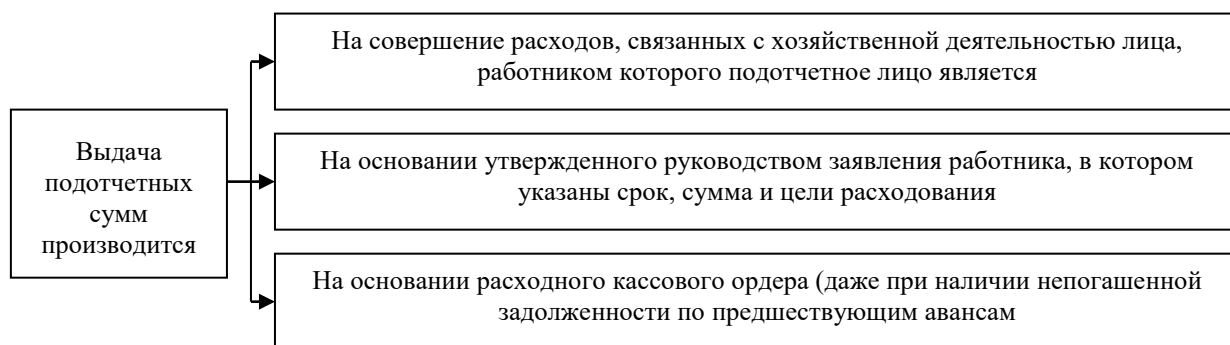 На совершение расходов, связанных с хозяйственной деятельностью лица,
работником которого подотчетное лицо является
Выдача
подотчетных
сумм
производится
На основании утвержденного руководством заявления работника, в котором
указаны срок, сумма и цели расходования
На основании расходного кассового ордера (даже при наличии непогашенной
задолженности по предшествующим авансам